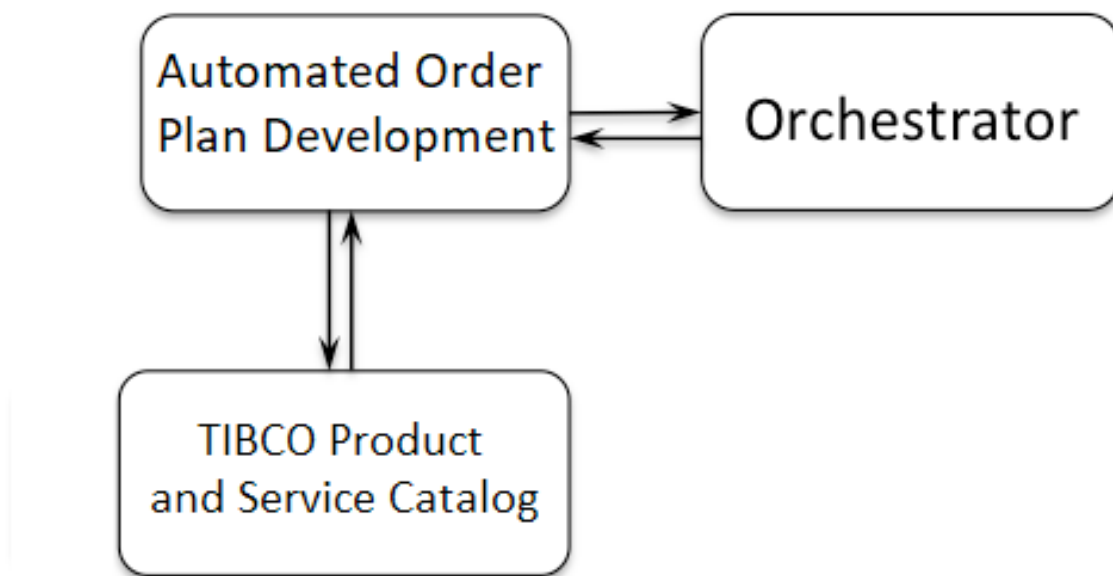 Automated Order
Plan Development
Orchestrator
TIBCO Product
and Service Catalog